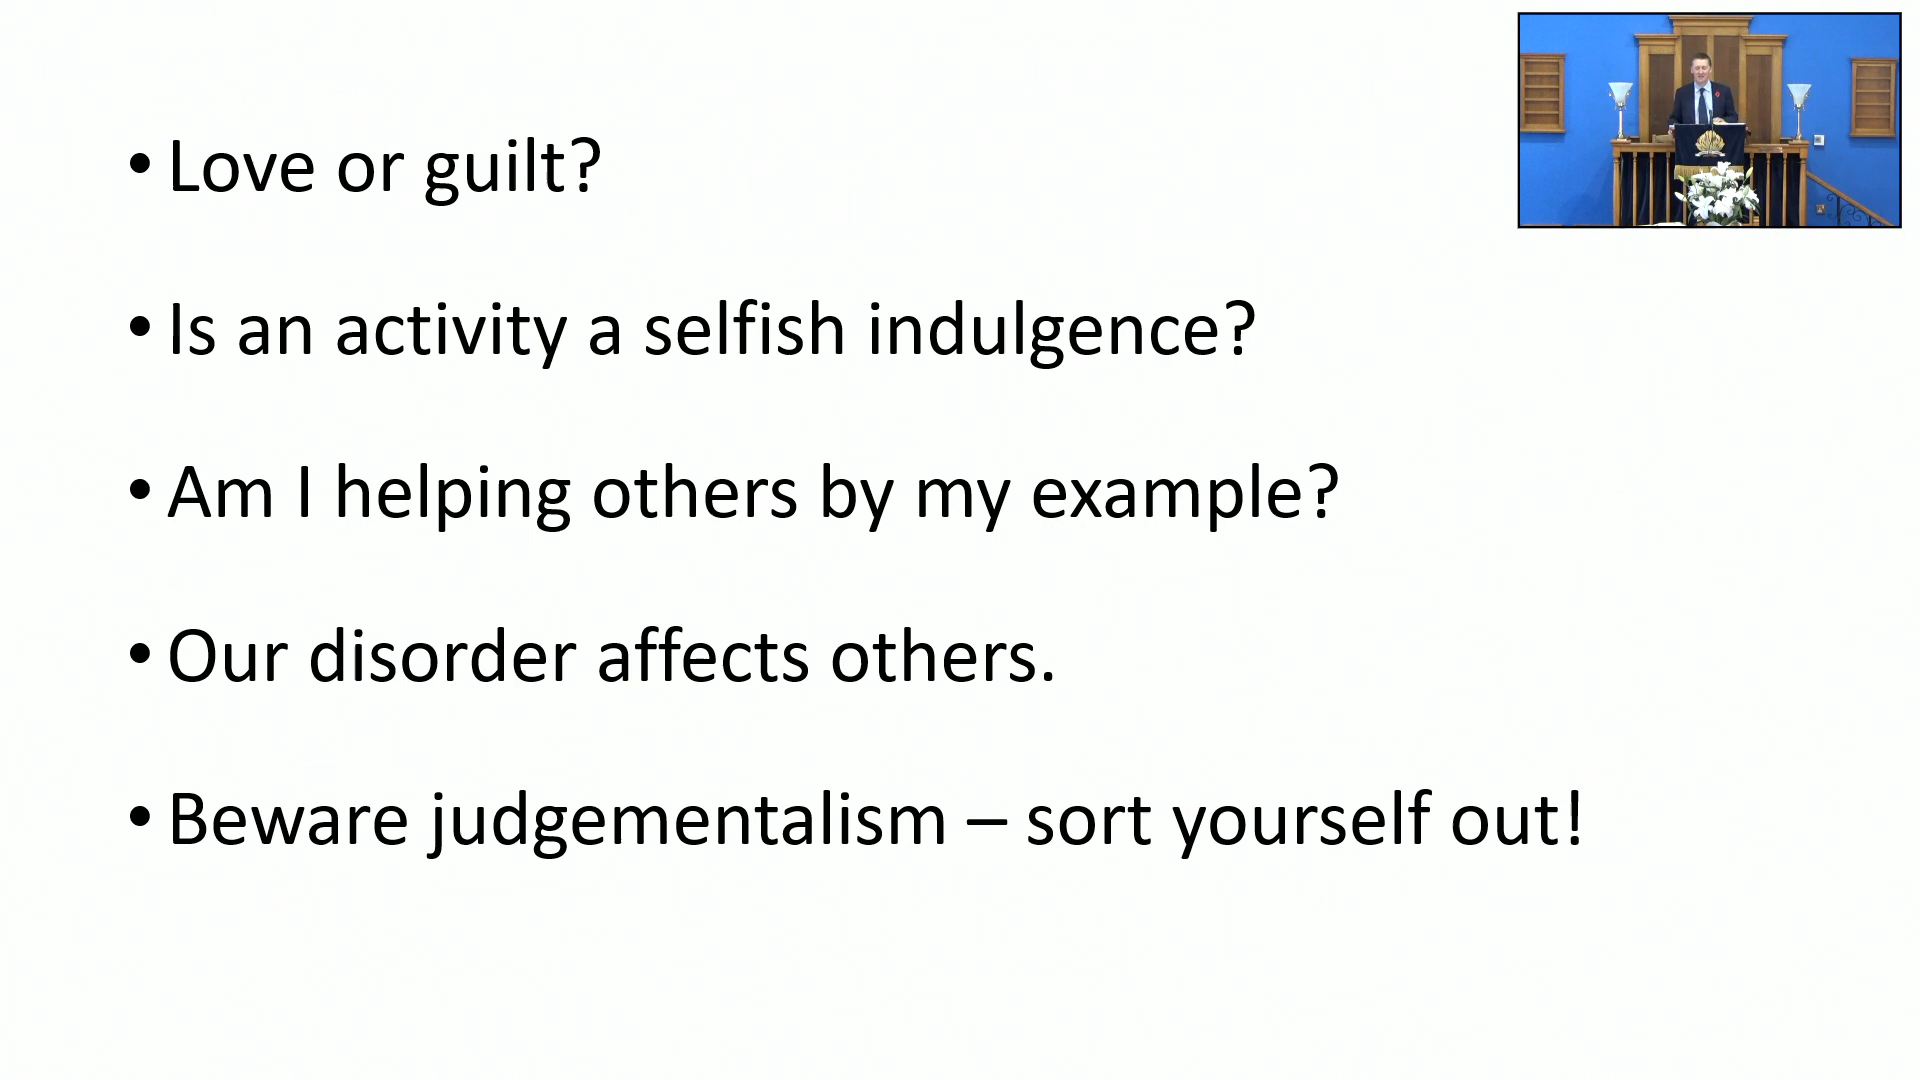 • Love or guilt?
• Is an activity a selfish indulgence?
• Am I helping others by my example?
• Our disorder affects others.
• Beware judgementalism – sort yourself out!